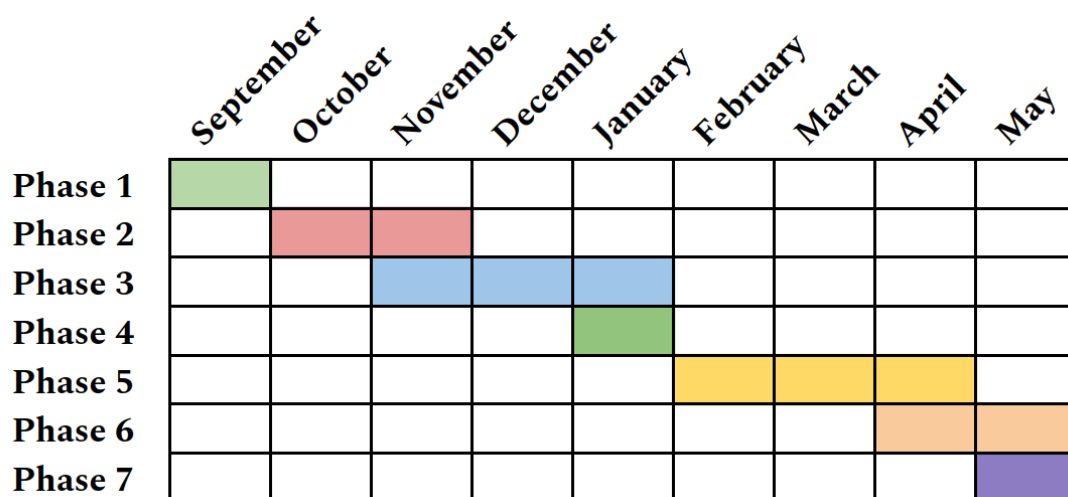 September
October
November
December
January
February
March
April
May
Phase 1
Phase 2
Phase 3
Phase 4
Phase 5
Phase 6
Phase 7